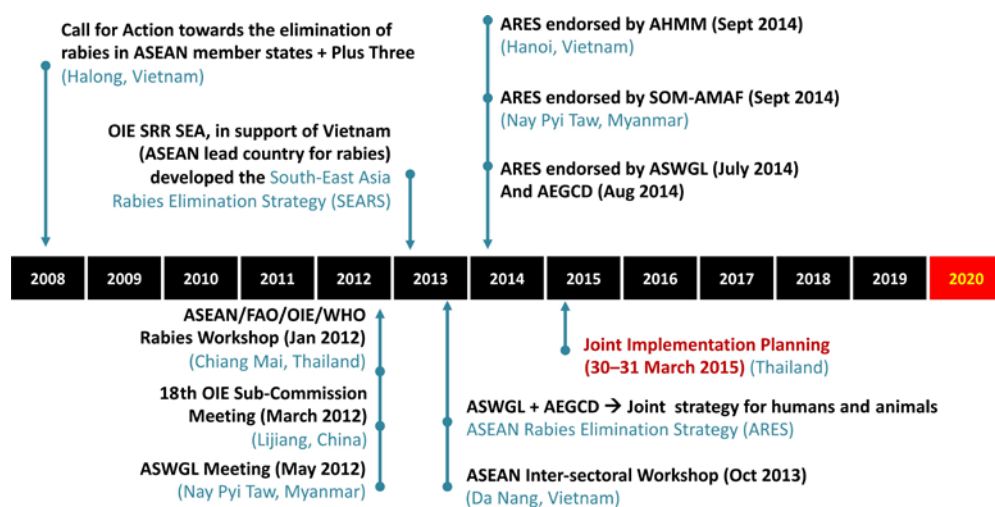 Call for Action towards the elimination of
rabies in ASEAN member states + Plus Three
(Halong, Vietnam)
OIE SRR SEA, in support of Vietnam
(ASEAN lead country for rabies)
developed the South-East Asia
Rabies Elimination Strategy (SEARS)
ARES endorsed by AHMM (Sept 2014)
(Hanoi, Vietnam)
ARES endorsed by SOM-AMAF (Sept 2014)
(Nay Pyi Taw, Myanmar)
ARES endorsed by ASWGL (July 2014)
And AEGCD (Aug 2014)
2008 2009 2010 2011 2012 2013 2014 2015 2016 2017 2018 2019 2020
ASEAN/FAO/OIE/WHO
Rabies Workshop (Jan 2012)
(Chiang Mai, Thailand)
18th OIE Sub-Commission
Meeting (March 2012)
(Lijiang, China)
ASWGL Meeting (May 2012)
(Nay Pyi Taw, Myanmar)
Joint Implementation Planning
(30–31 March 2015) (Thailand)
ASWGL + AEGCD → Joint strategy for humans and animals
ASEAN Rabies Elimination Strategy (ARES)
ASEAN Inter-sectoral Workshop (Oct 2013)
(Da Nang, Vietnam)